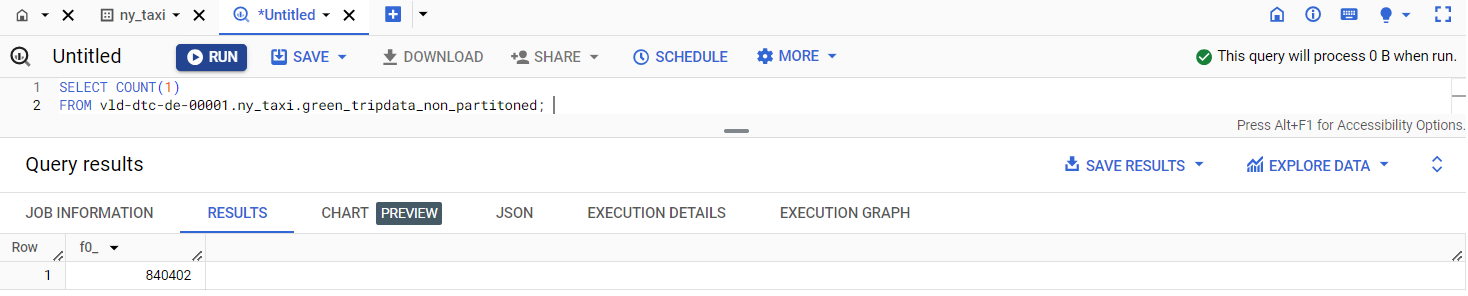 ny_taxi *Untitled
Untitled RUN SAVE DOWNLOAD SHARE SCHEDULE MORE This query will process 0 B when run.
1 SELECT COUNT(1)
2 FROM vld-dtc-de-00001.ny_taxi.green_tripdata_non_partitoned;
Press Alt+F1 for Accessibility Options.
Query results SAVE RESULTS EXPLORE DATA
JOB INFORMATION RESULTS CHART PREVIEW JSON EXECUTION DETAILS EXECUTION GRAPH
Row f0_
1 840402